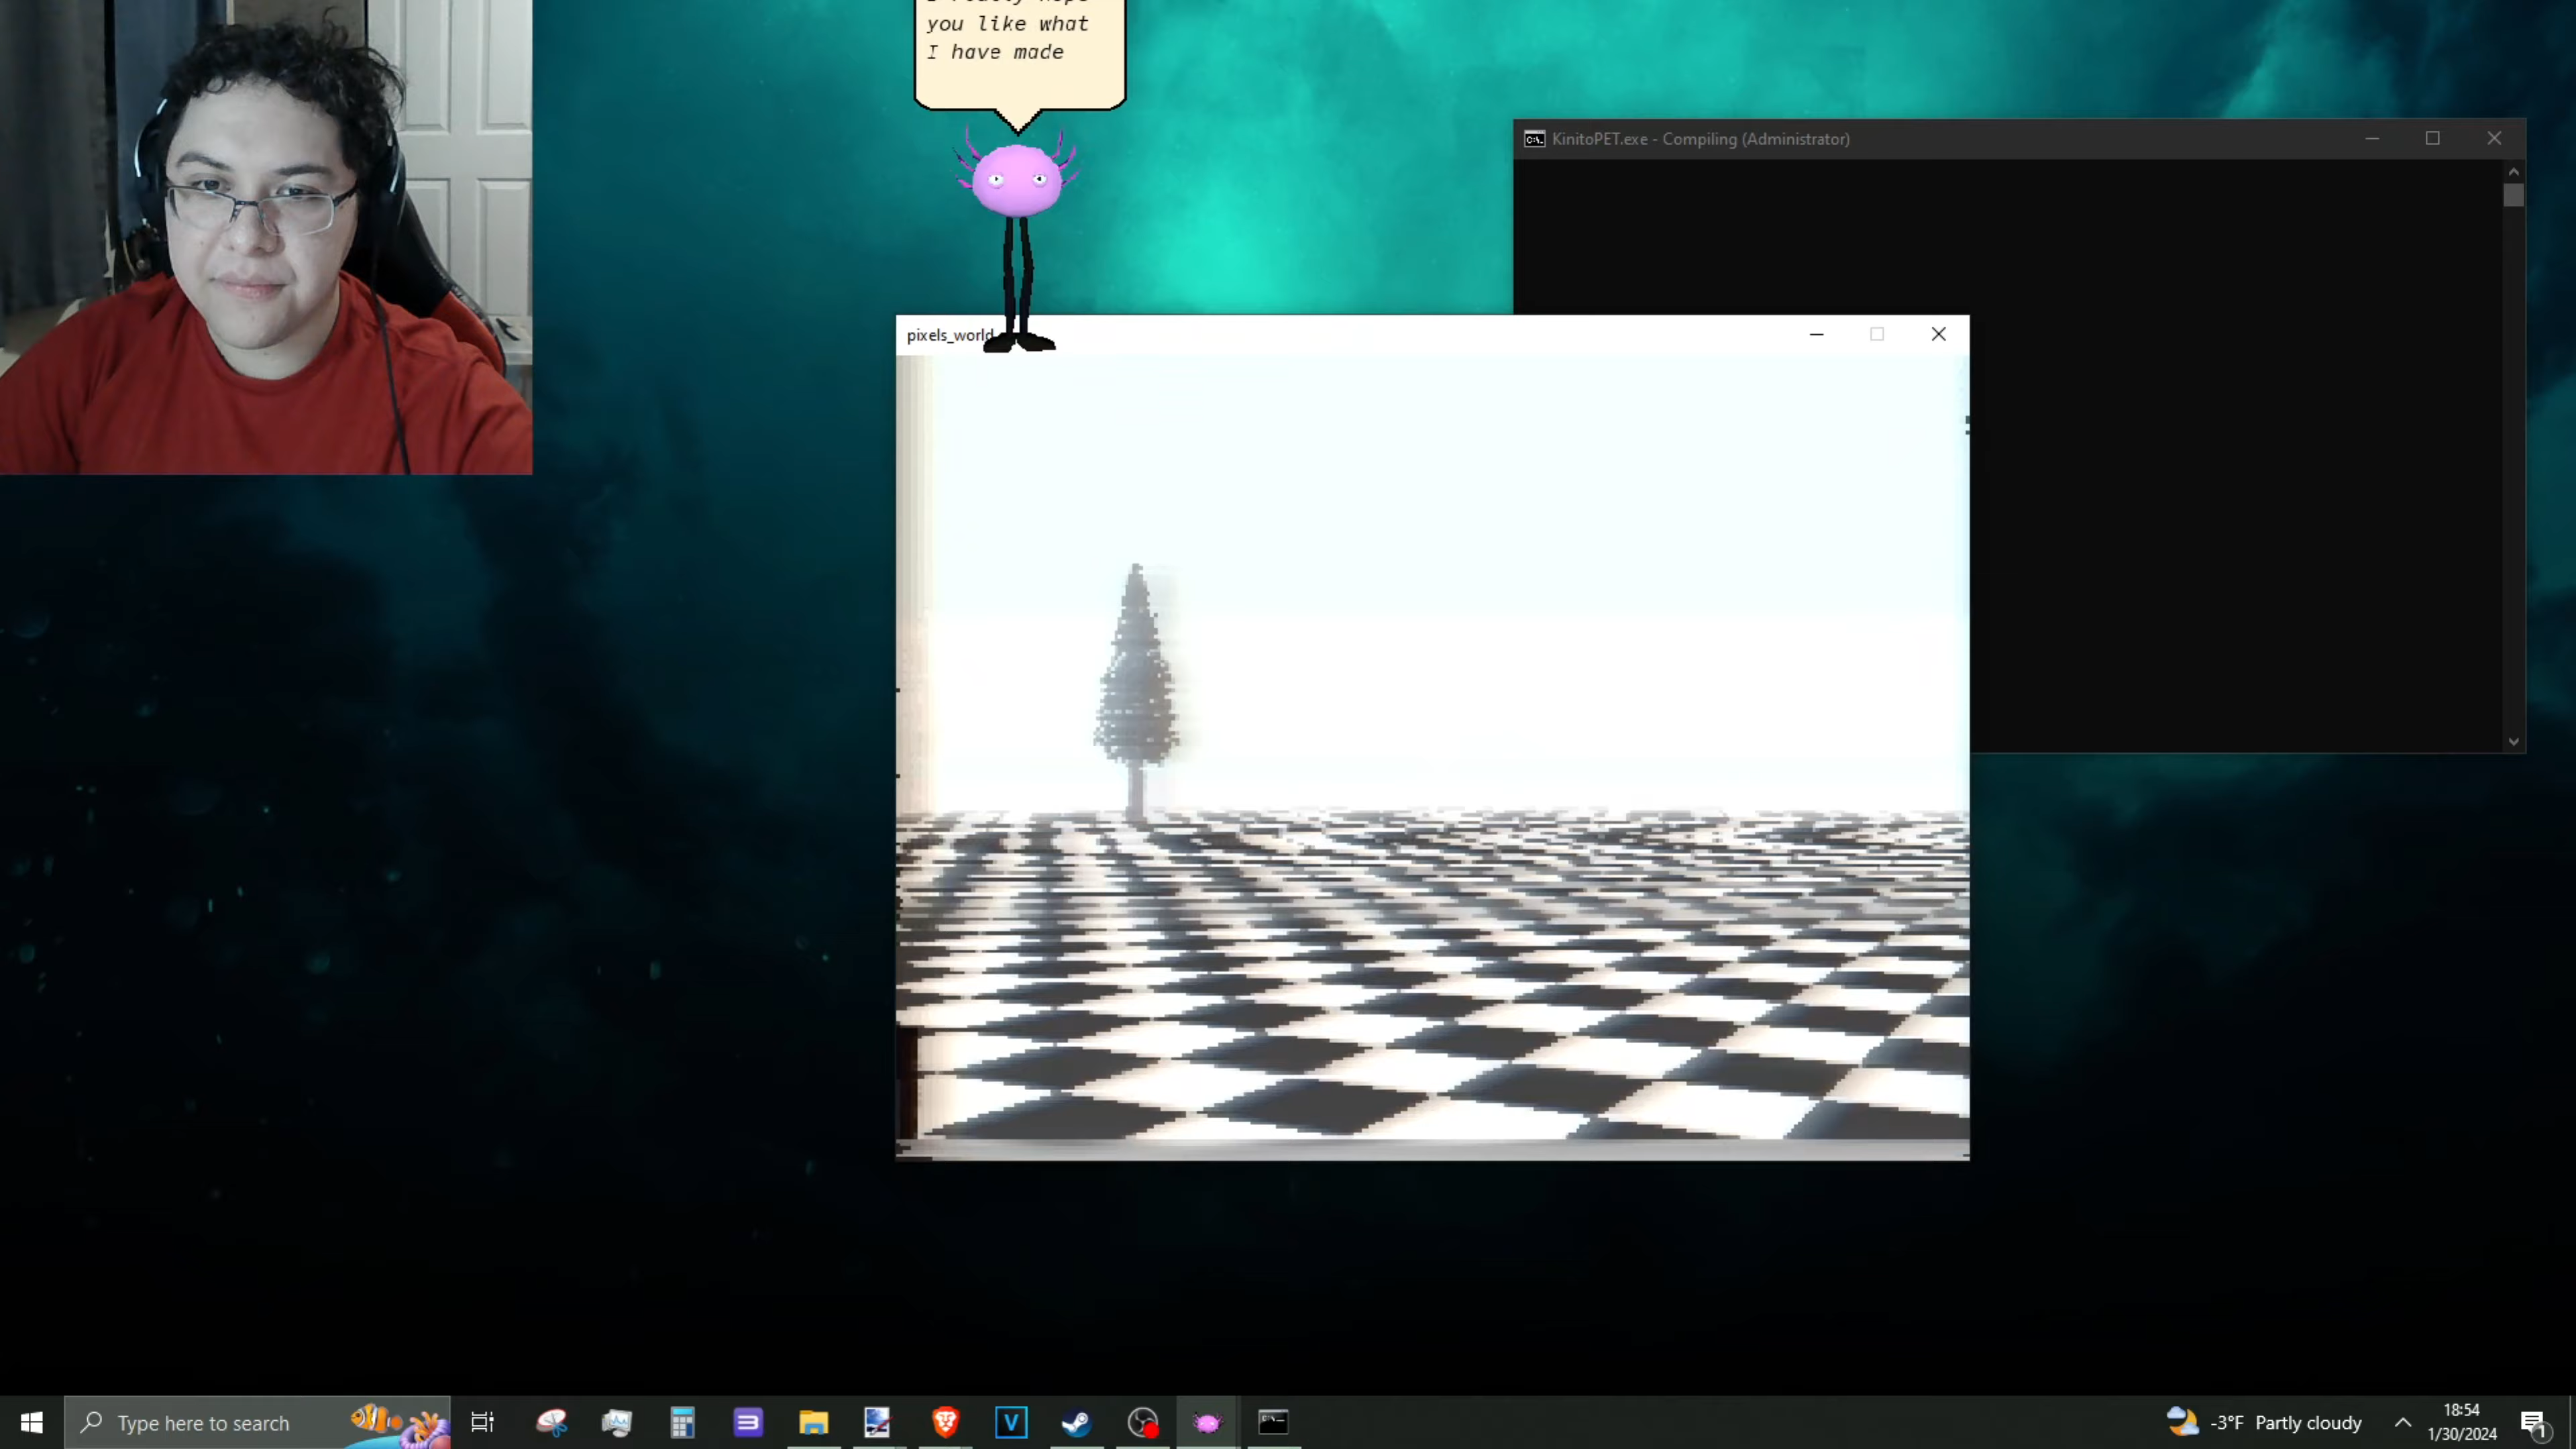 you like what
I have made
KinitoPET.exe - Compiling (Administrator)
pixels_world
Type here to search
-3°F Partly cloudy
18:54
1/30/2024
1